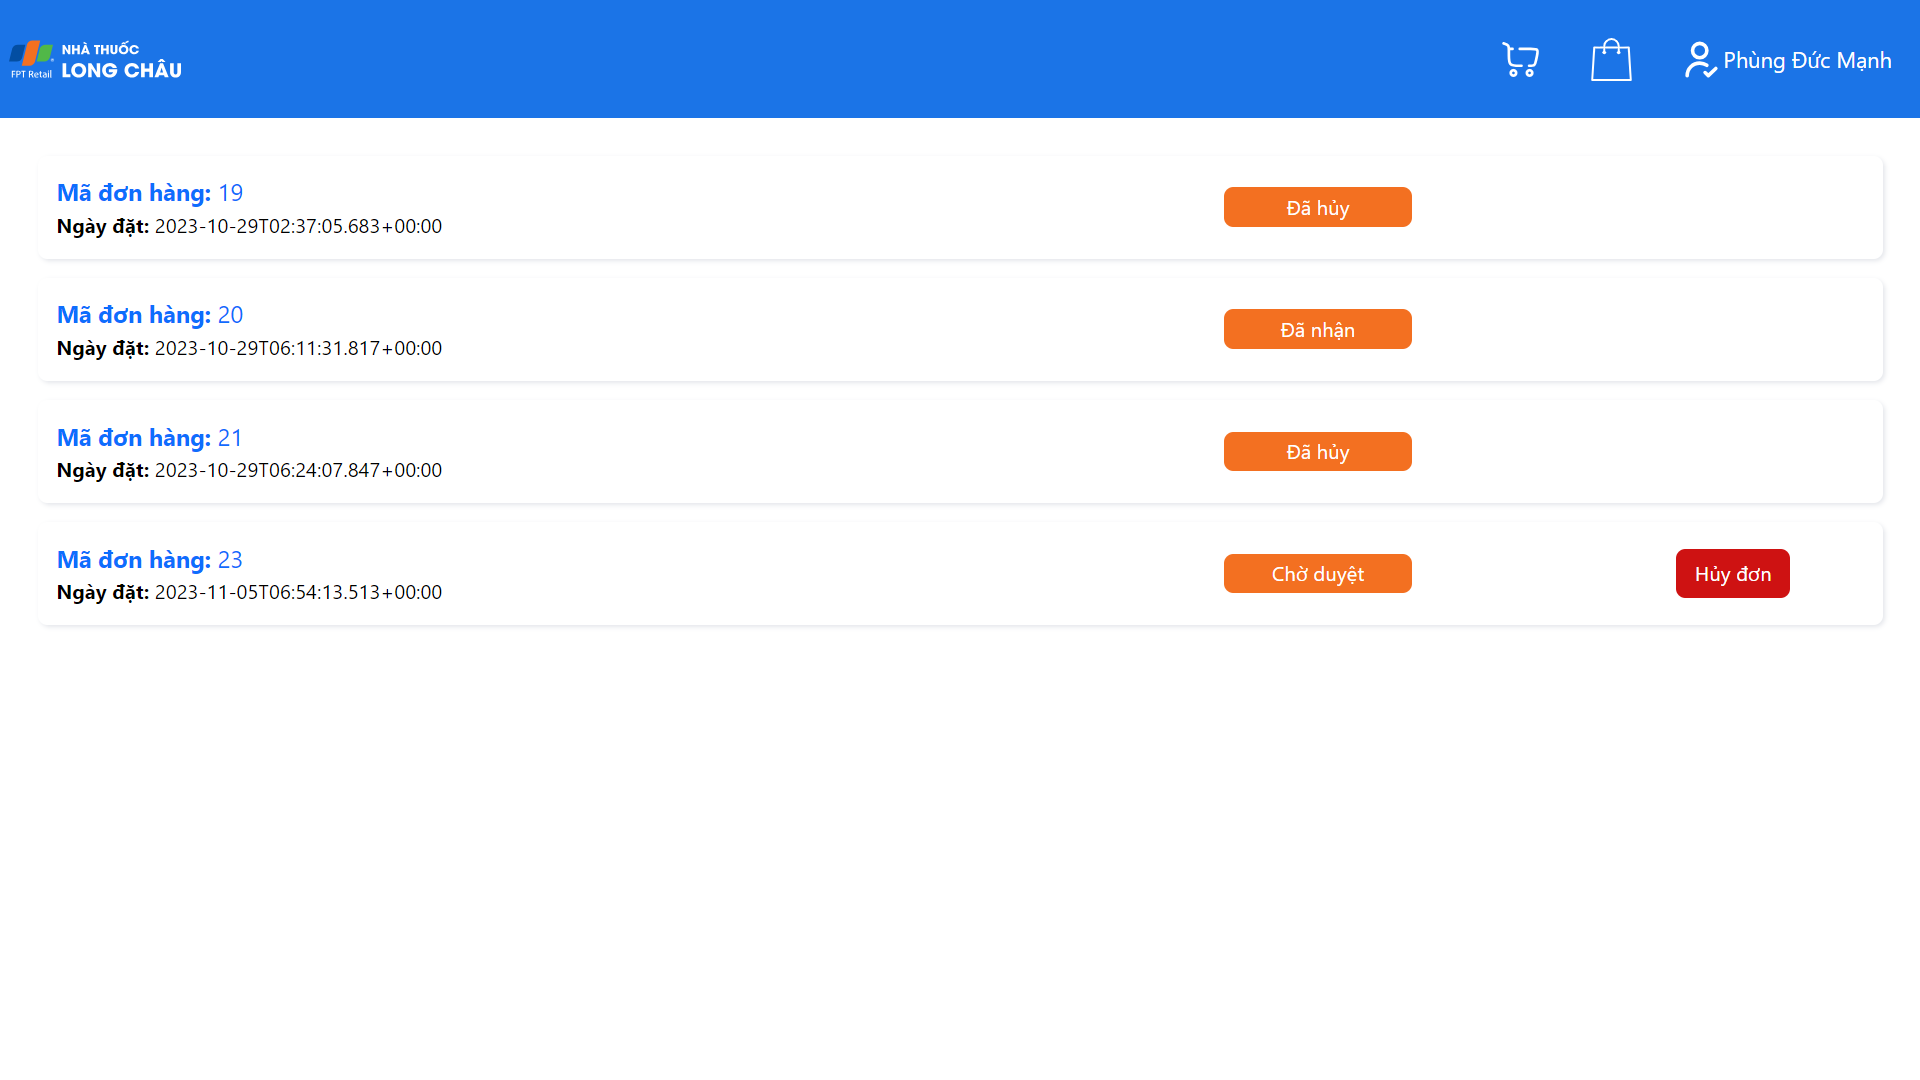 NHÀ THUỐC
FPT Retail LONG CHÂU
Phùng Đức Mạnh
Mã đơn hàng: 19
Ngày đặt: 2023-10-29T02:37:05.683+00:00
Đã hủy
Mã đơn hàng: 20
Ngày đặt: 2023-10-29T06:11:31.817+00:00
Đã nhận
Mã đơn hàng: 21
Ngày đặt: 2023-10-29T06:24:07.847+00:00
Đã hủy
Mã đơn hàng: 23
Ngày đặt: 2023-11-05T06:54:13.513+00:00
Chờ duyệt
Hủy đơn